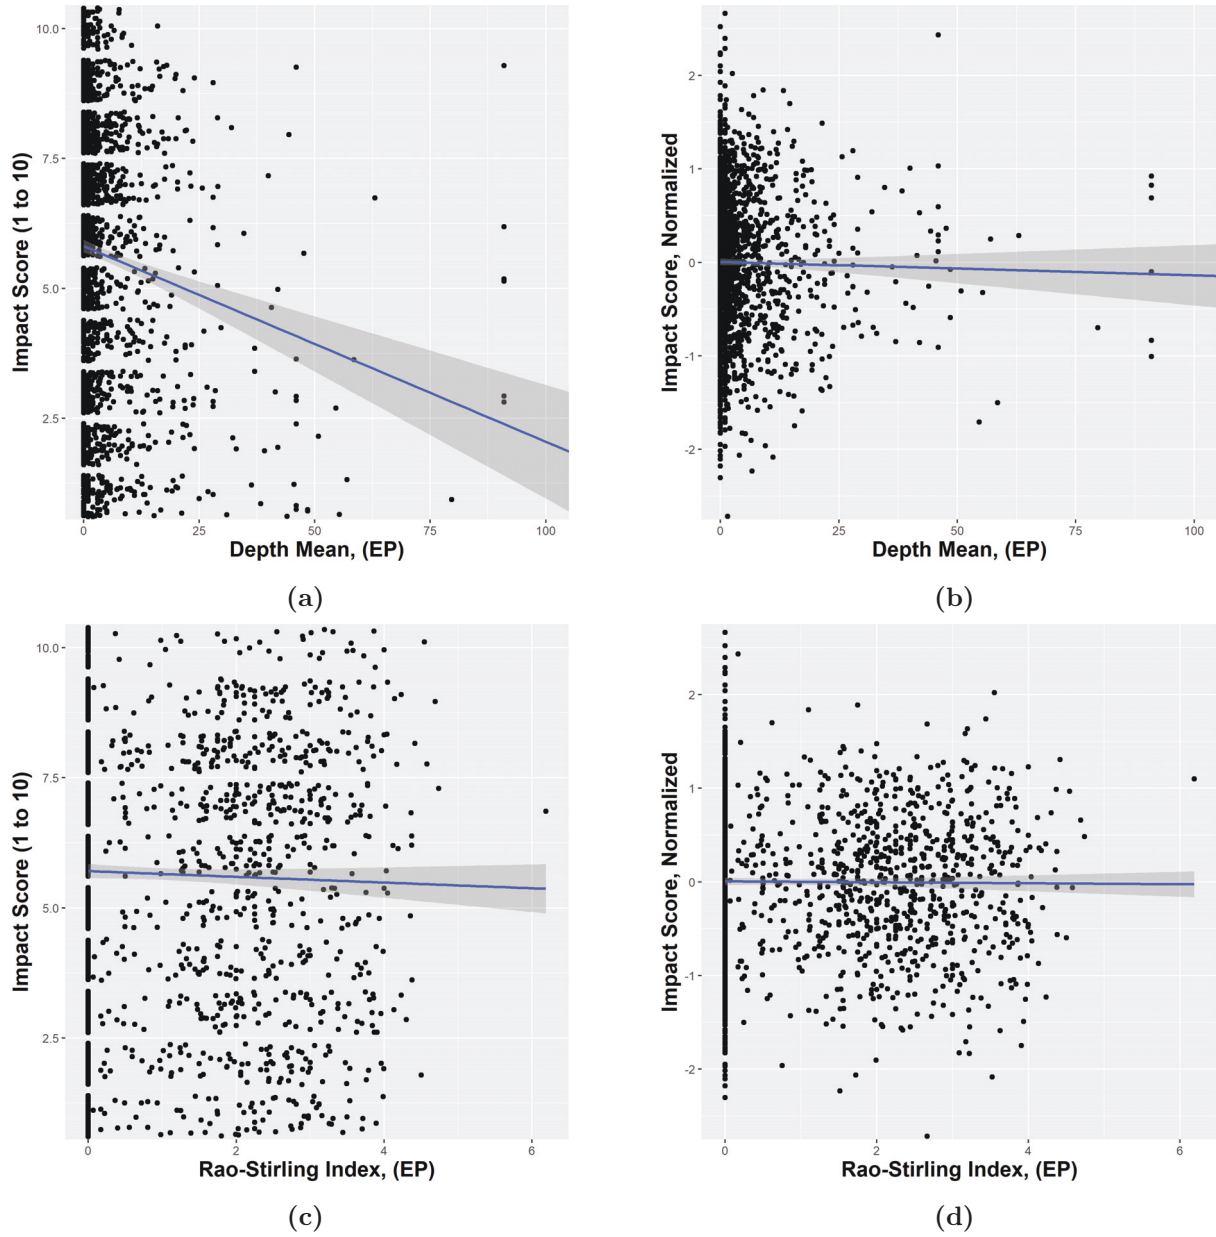 10.0
7.5
5.0
2.5
Impact Score (1 to 10)
0 25 50 75 100
Depth Mean, (EP)
(a)
2
1
0
-1
-2
Impact Score, Normalized
0 25 50 75 100
Depth Mean, (EP)
(b)
10.0
7.5
5.0
2.5
Impact Score (1 to 10)
0 2 4 6
Rao-Stirling Index, (EP)
(c)
2
1
0
-1
-2
Impact Score, Normalized
0 2 4 6
Rao-Stirling Index, (EP)
(d)